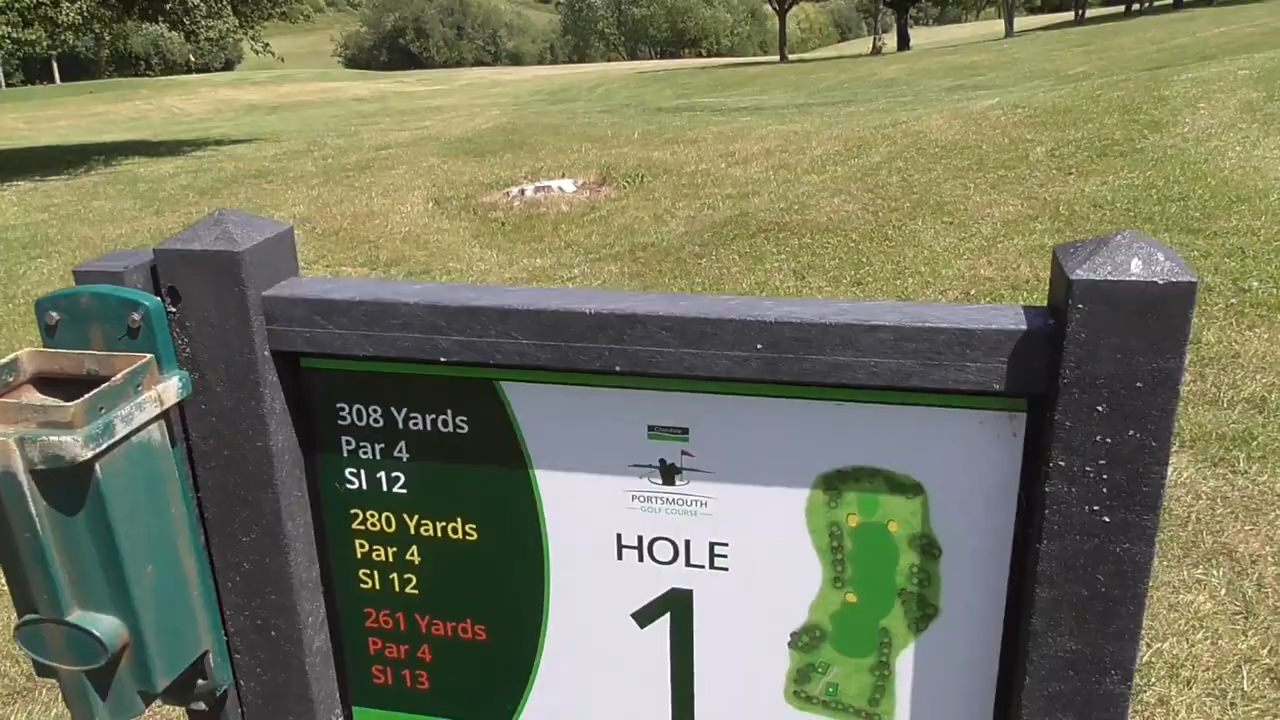 308 Yards
Par 4
SI 12
280 Yards
Par 4
SI 12
261 Yards
Par 4
SI 13
Glendale
PORTSMOUTH
GOLF COURSE
HOLE
1